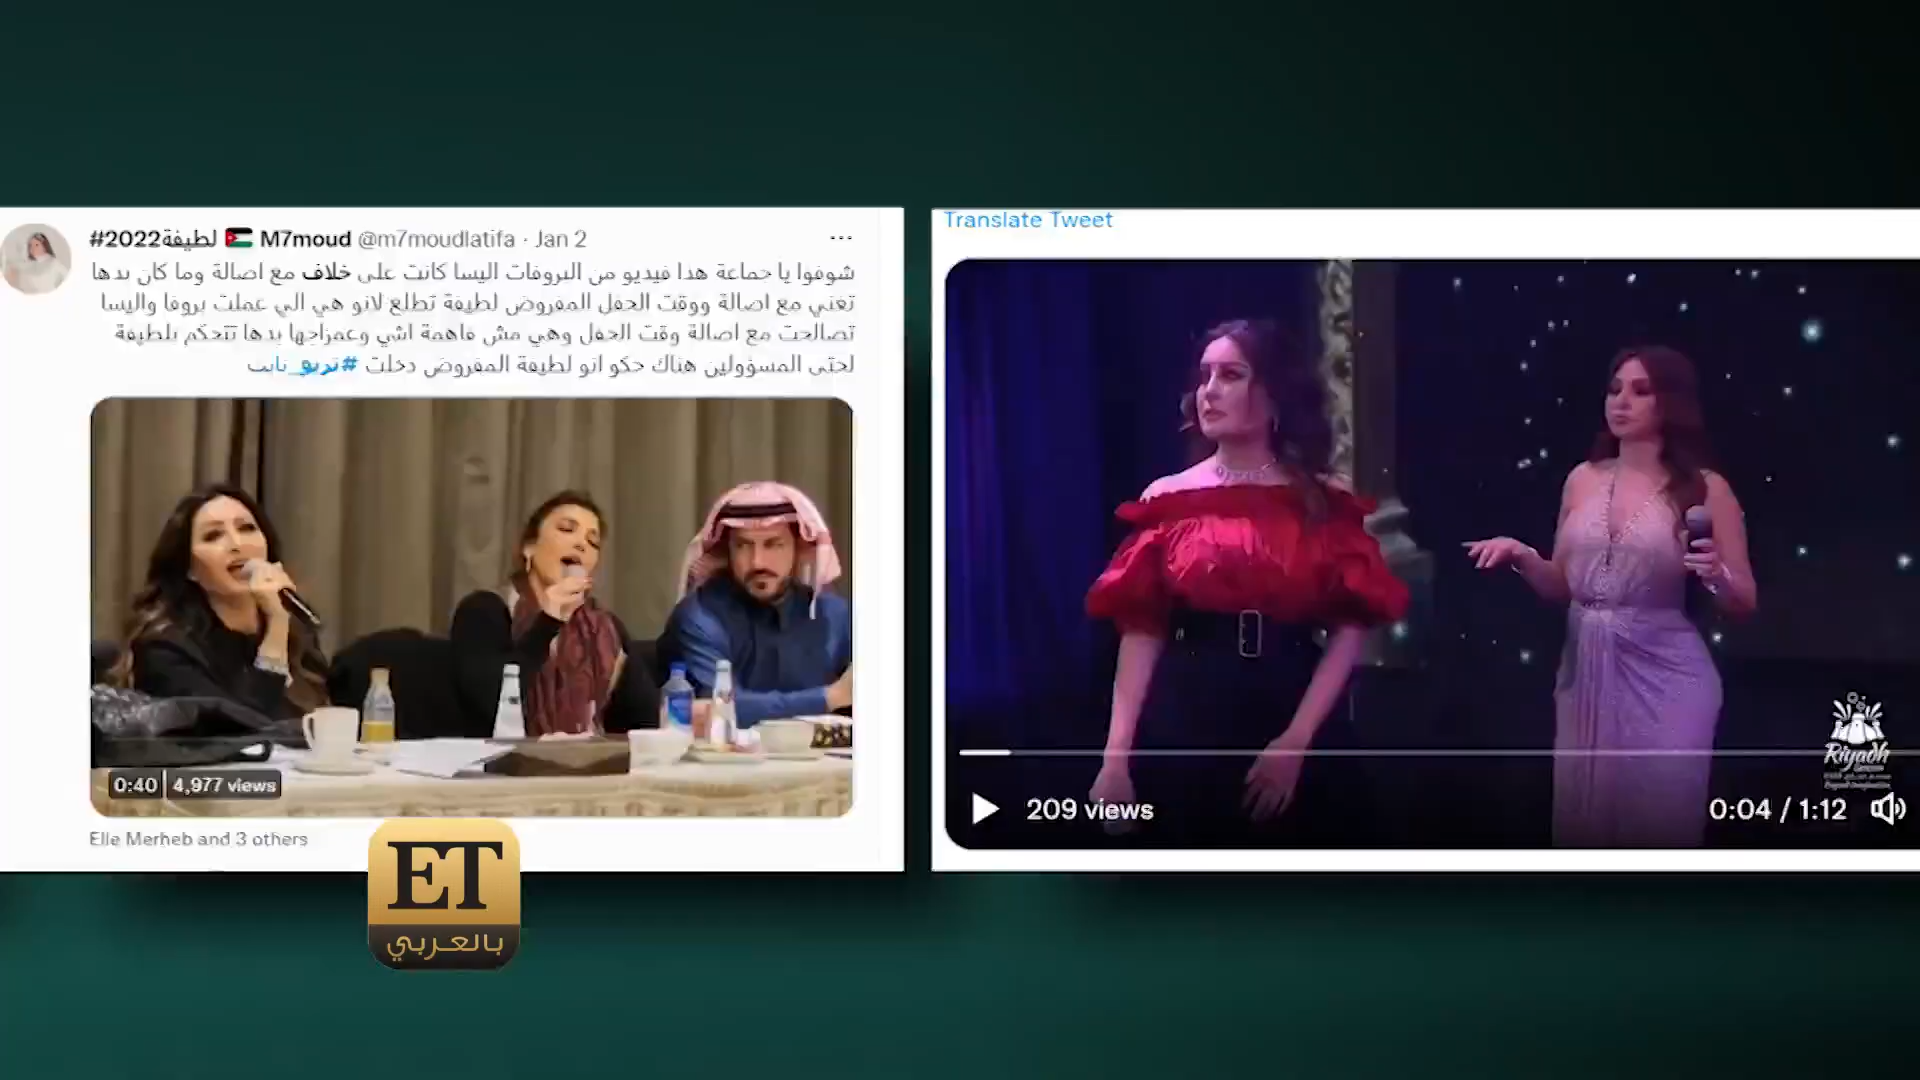 #لطيفة2022 M7moud @m7moudlatifa · Jan 2
شوفوا يا جماعة هذا فيديو من البروفات اليسا كانت على خلاف مع اصالة وما كان بدها
تغني مع اصالة ووقت الحفل المفروض لطيفة تطلع لانو هي الي عملت بروفا واليسا
تصالحت مع اصالة وقت الحفل وهي مش فاهمة اشي وعمراجها بدها تتحكم بلطيفة
لحتى المسؤولين هناك حكو انو لطيفة المفروض دخلت #تريو_نايت
0:40 4,977 views
Elle Merheb and 3 others
Translate Tweet
Riyadh
209 views
0:04 / 1:12
ET
بالعربي